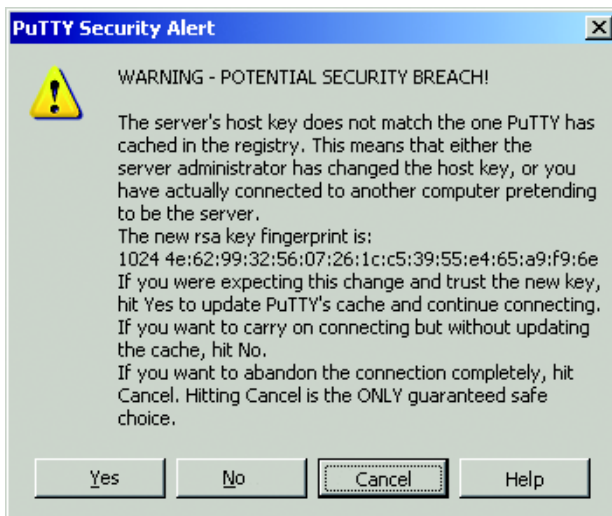 PuTTY Security Alert
WARNING - POTENTIAL SECURITY BREACH!
The server's host key does not match the one PuTTY has
cached in the registry. This means that either the
server administrator has changed the host key, or you
have actually connected to another computer pretending
to be the server.
The new rsa key fingerprint is:
1024 4e:62:99:32:56:07:26:1c:c5:39:55:e4:65:a9:f9:6e
If you were expecting this change and trust the new key,
hit Yes to update PuTTY's cache and continue connecting.
If you want to carry on connecting but without updating
the cache, hit No.
If you want to abandon the connection completely, hit
Cancel. Hitting Cancel is the ONLY guaranteed safe
choice.
Yes No Cancel Help